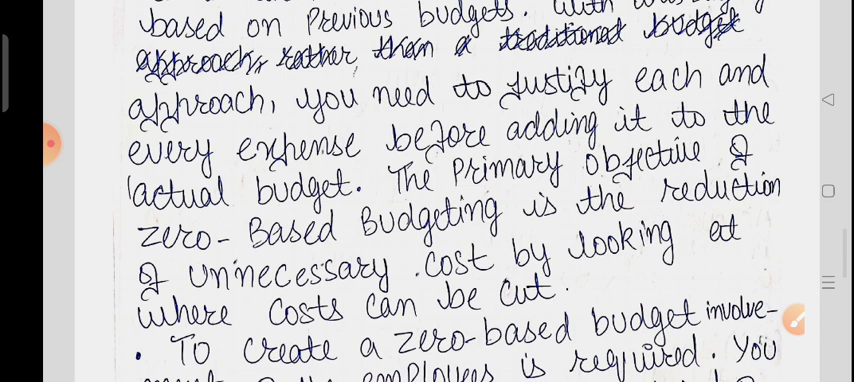 based on Previous budgets. With
approach, rather than a traditional budget
approach, you need to justify each and
every expense before adding it to the
actual budget. The Primary objective of
zero-Based Budgeting is the reduction
of unnecessary .cost by looking at
where costs can be cut.
• To create a zero-based budget involve-
employees is required. You